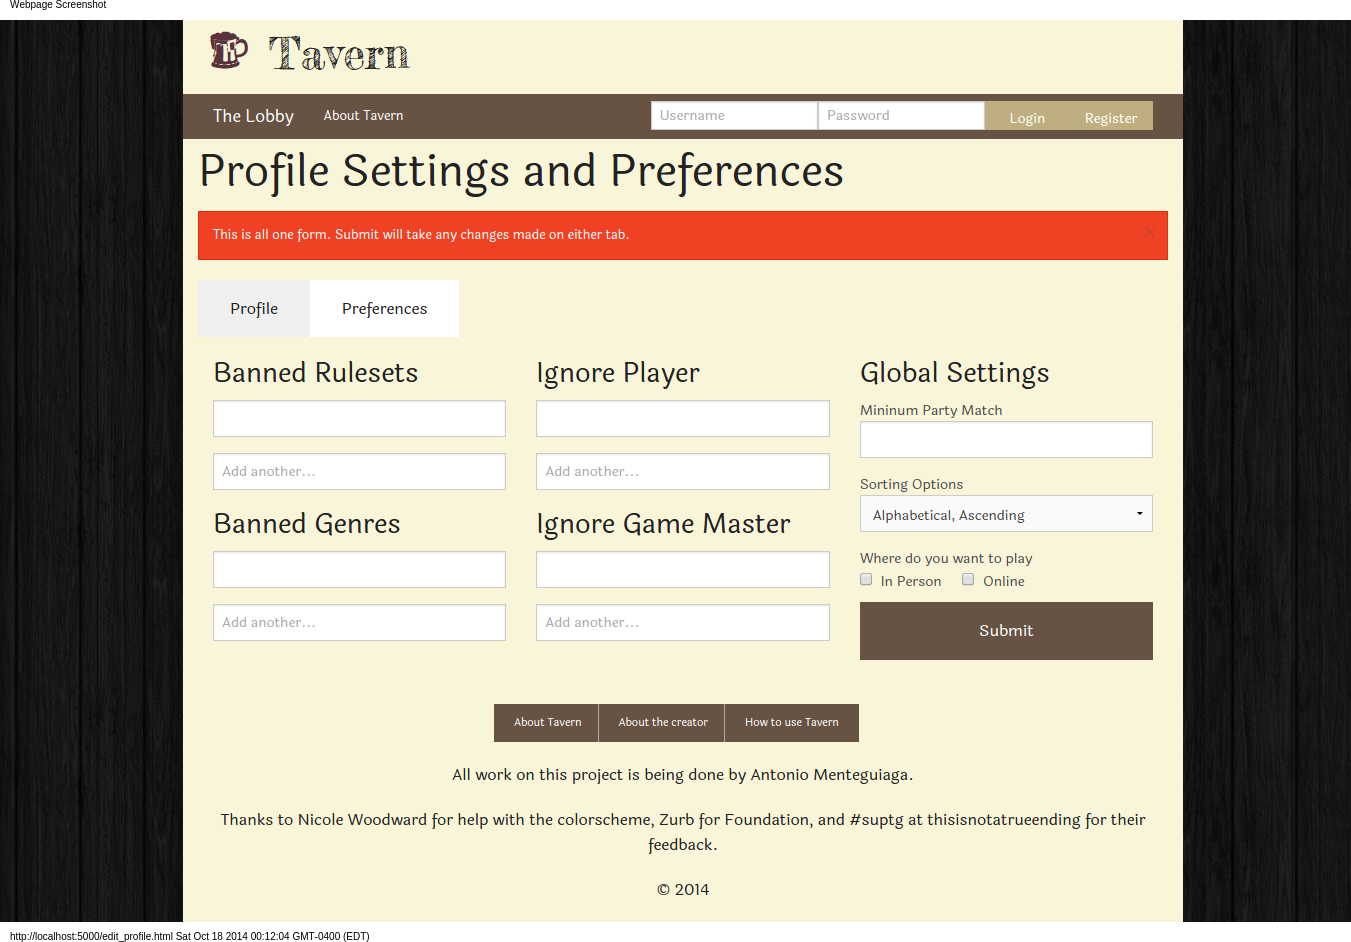 Webpage Screenshot
Tavern
The Lobby About Tavern Username Password Login Register
Profile Settings and Preferences
This is all one form. Submit will take any changes made on either tab. x
Profile Preferences
Banned Rulesets Ignore Player Global Settings
Mininum Party Match
Add another...  Add another...
Sorting Options
Alphabetical, Ascending
Banned Genres Ignore Game Master
Where do you want to play
In Person Online
Add another... Add another...
Submit
About Tavern About the creator How to use Tavern
All work on this project is being done by Antonio Menteguiaga.
Thanks to Nicole Woodward for help with the colorscheme, Zurb for Foundation, and #suptg at thisisnotatrueending for their
feedback.
© 2014
http://localhost:5000/edit_profile.html Sat Oct 18 2014 00:12:04 GMT-0400 (EDT)